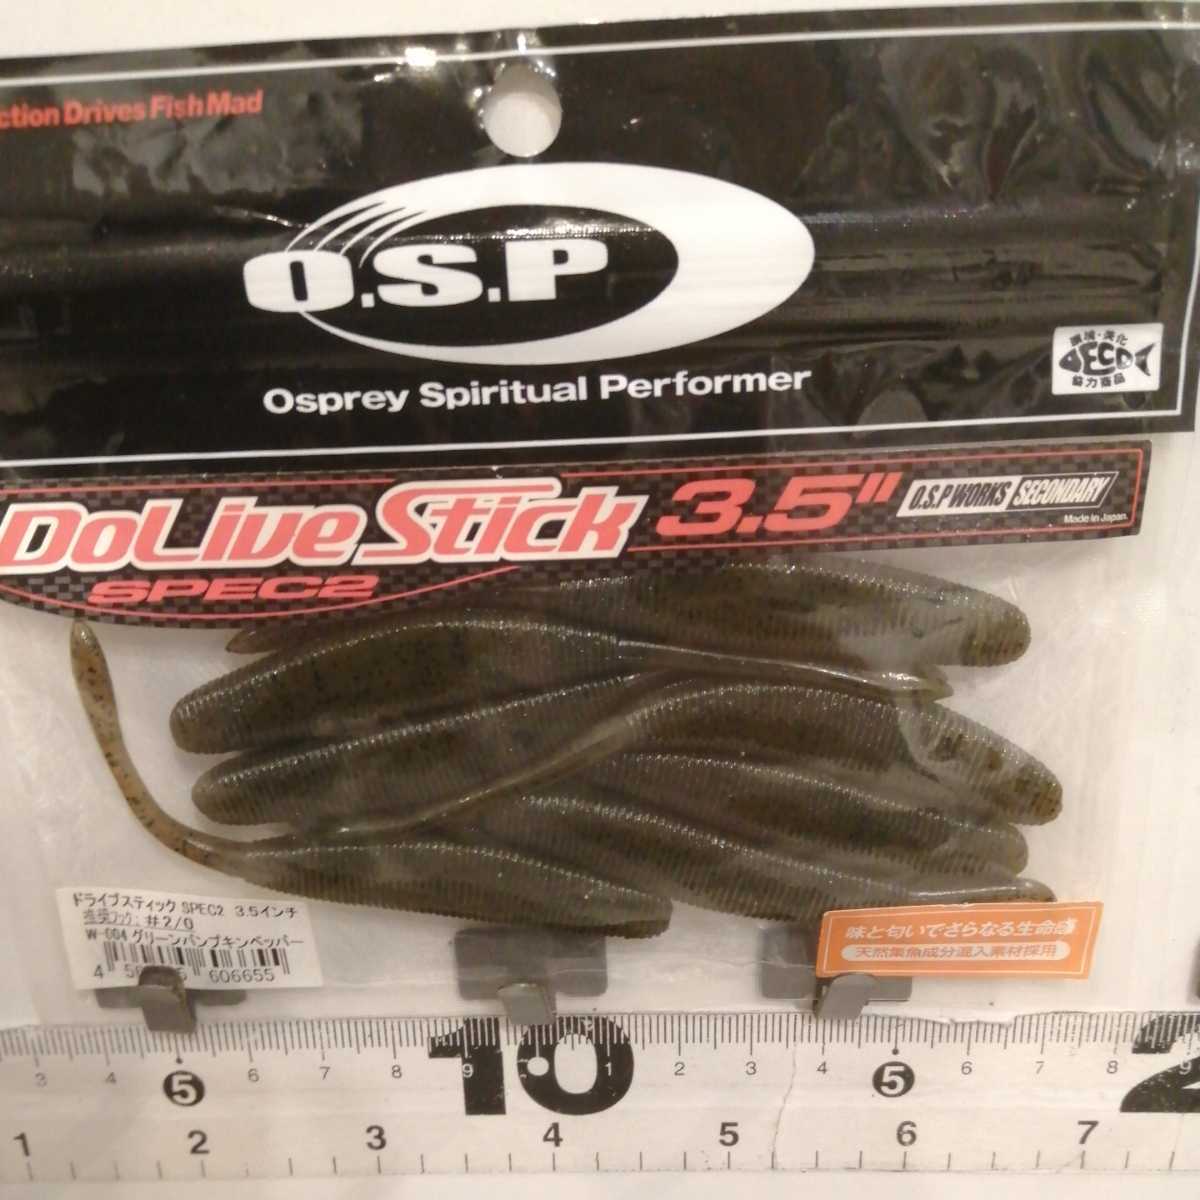 Action Drives Fish Mad
O.S.P
Osprey Spiritual Performer
環境・美化
ECO
協力商品
DoLive Stick 3.5"
SPEC2
O.S.P WORKS SECONDARY
Made in Japan.
ドライブスティック SPEC2 3.5インチ
推奨フック: #2/0
W-004 グリーンパンプキンペッパー
606655
味と匂いでさらなる生命感
天然集魚成分混入素材採用
3 4 5 6 7 8 9 10 1 2 3 4 5 6 7 8 9 2
1 2 3 4 5 6 7